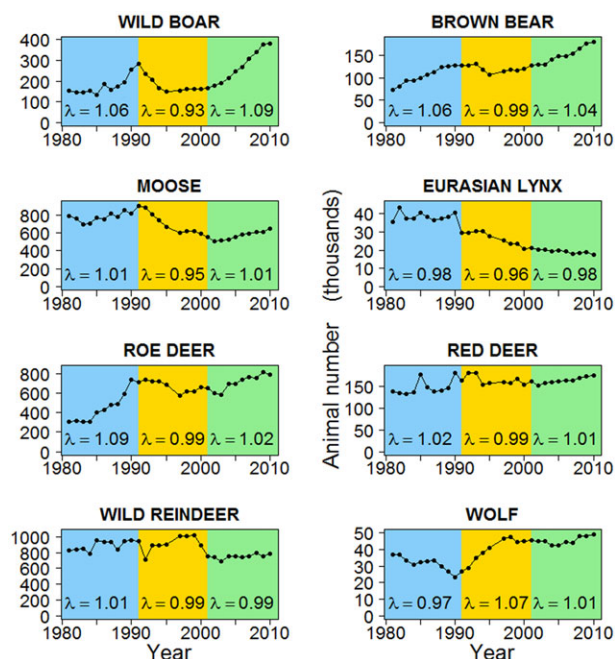 WILD BOAR
400
300
200
100
0
λ = 1.06 λ = 0.93 λ = 1.09
1980 1990 2000 2010
BROWN BEAR
150
100
50
0
λ = 1.06 λ = 0.99 λ = 1.04
1980 1990 2000 2010
MOOSE
800
600
400
200
0
λ = 1.01 λ = 0.95 λ = 1.01
1980 1990 2000 2010
EURASIAN LYNX
40
30
20
10
0
λ = 0.98 λ = 0.96 λ = 0.98
1980 1990 2000 2010
Animal number (thousands)
ROE DEER
800
600
400
200
0
λ = 1.09 λ = 0.99 λ = 1.02
1980 1990 2000 2010
RED DEER
150
100
50
0
λ = 1.02 λ = 0.99 λ = 1.01
1980 1990 2000 2010
WILD REINDEER
1000
800
600
400
200
0
λ = 1.01 λ = 0.99 λ = 0.99
1980 1990 2000 2010
Year
WOLF
50
40
30
20
10
0
λ = 0.97 λ = 1.07 λ = 1.01
1980 1990 2000 2010
Year